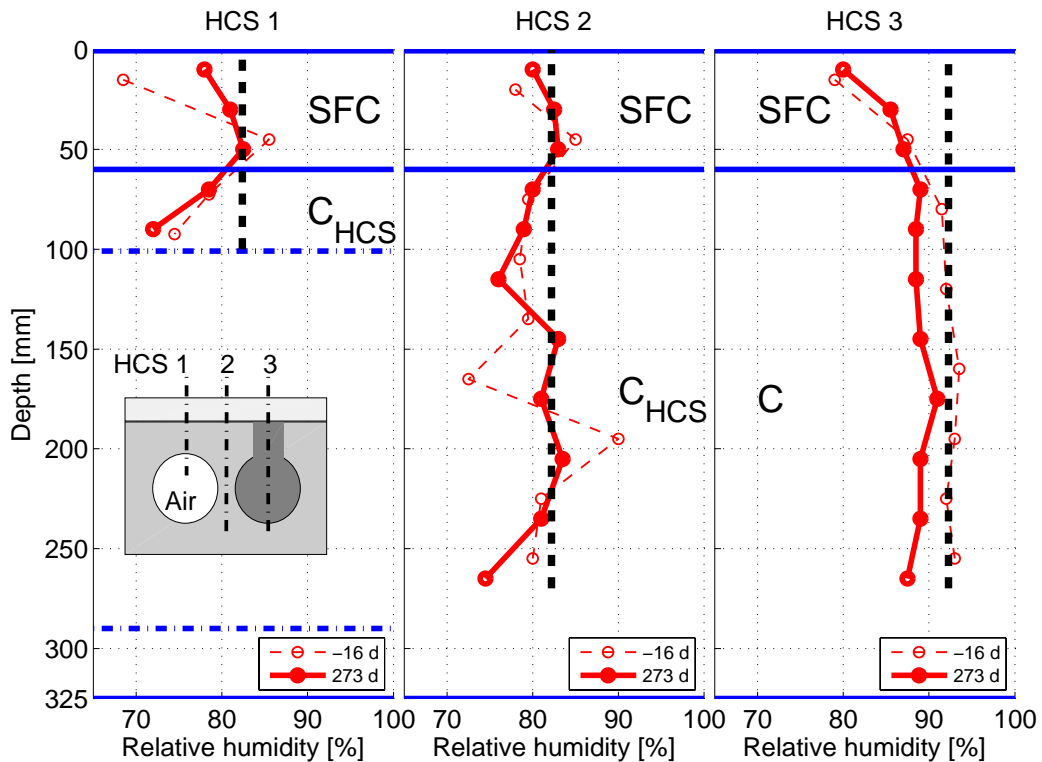 HCS 1
HCS 2
HCS 3
0
50
100
150
200
250
300
325
Depth [mm]
SFC
C_HCS
HCS 1 2 3
Air
−16 d
273 d
70 80 90 100
Relative humidity [%]
SFC
C_HCS
−16 d
273 d
70 80 90 100
Relative humidity [%]
SFC
C
−16 d
273 d
70 80 90 100
Relative humidity [%]